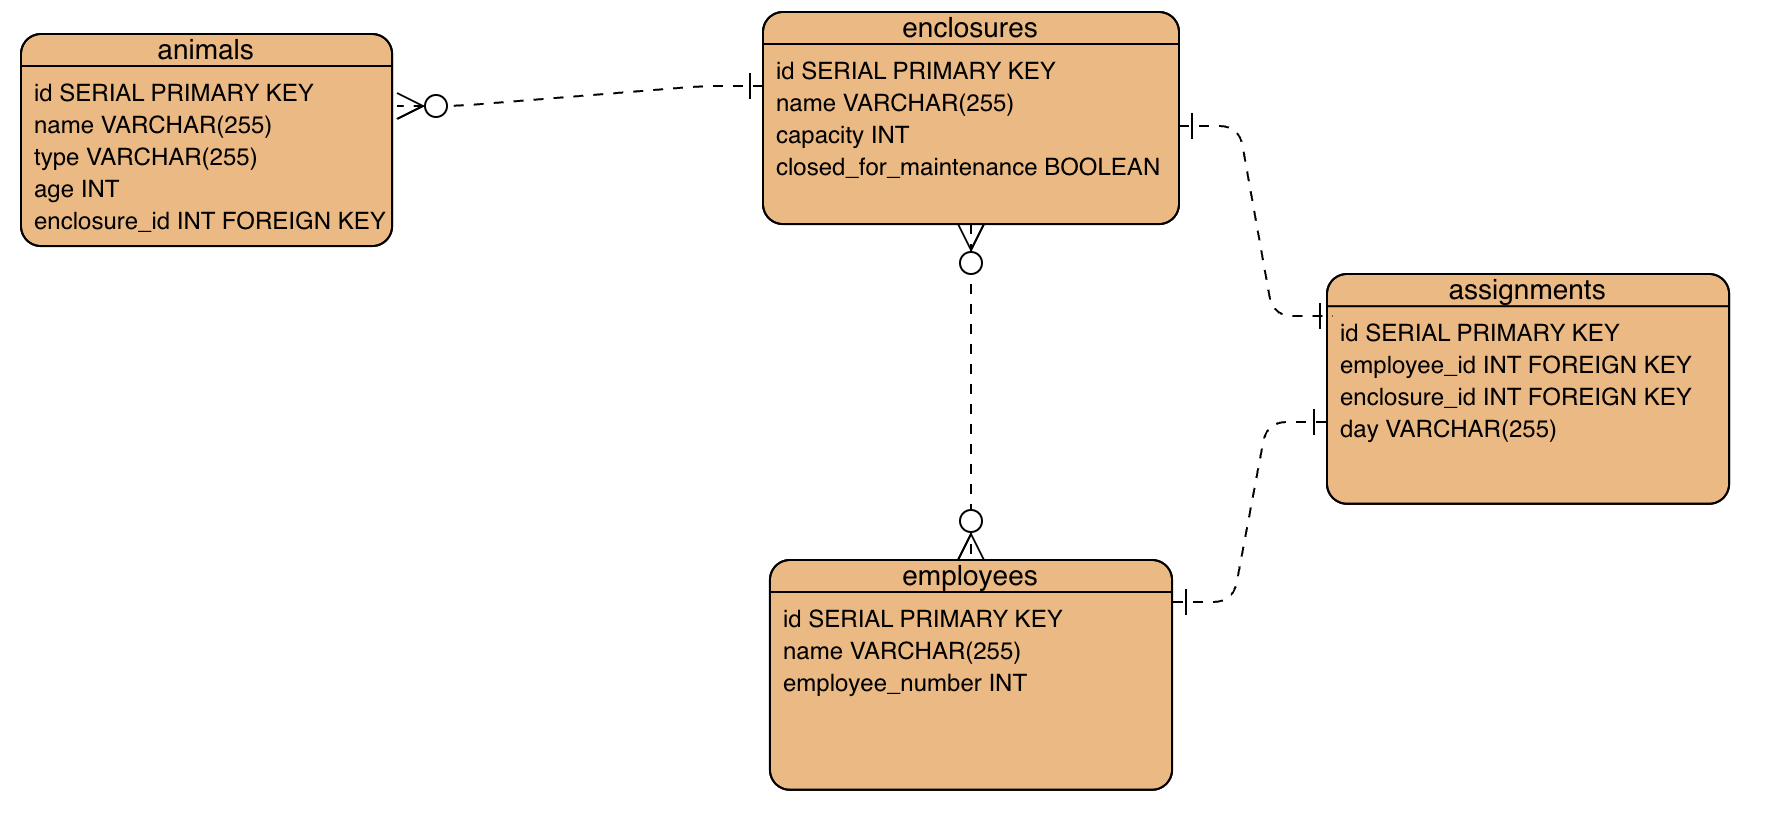 animals
id SERIAL PRIMARY KEY
name VARCHAR(255)
type VARCHAR(255)
age INT
enclosure_id INT FOREIGN KEY
enclosures
id SERIAL PRIMARY KEY
name VARCHAR(255)
capacity INT
closed_for_maintenance BOOLEAN
assignments
id SERIAL PRIMARY KEY
employee_id INT FOREIGN KEY
enclosure_id INT FOREIGN KEY
day VARCHAR(255)
employees
id SERIAL PRIMARY KEY
name VARCHAR(255)
employee_number INT